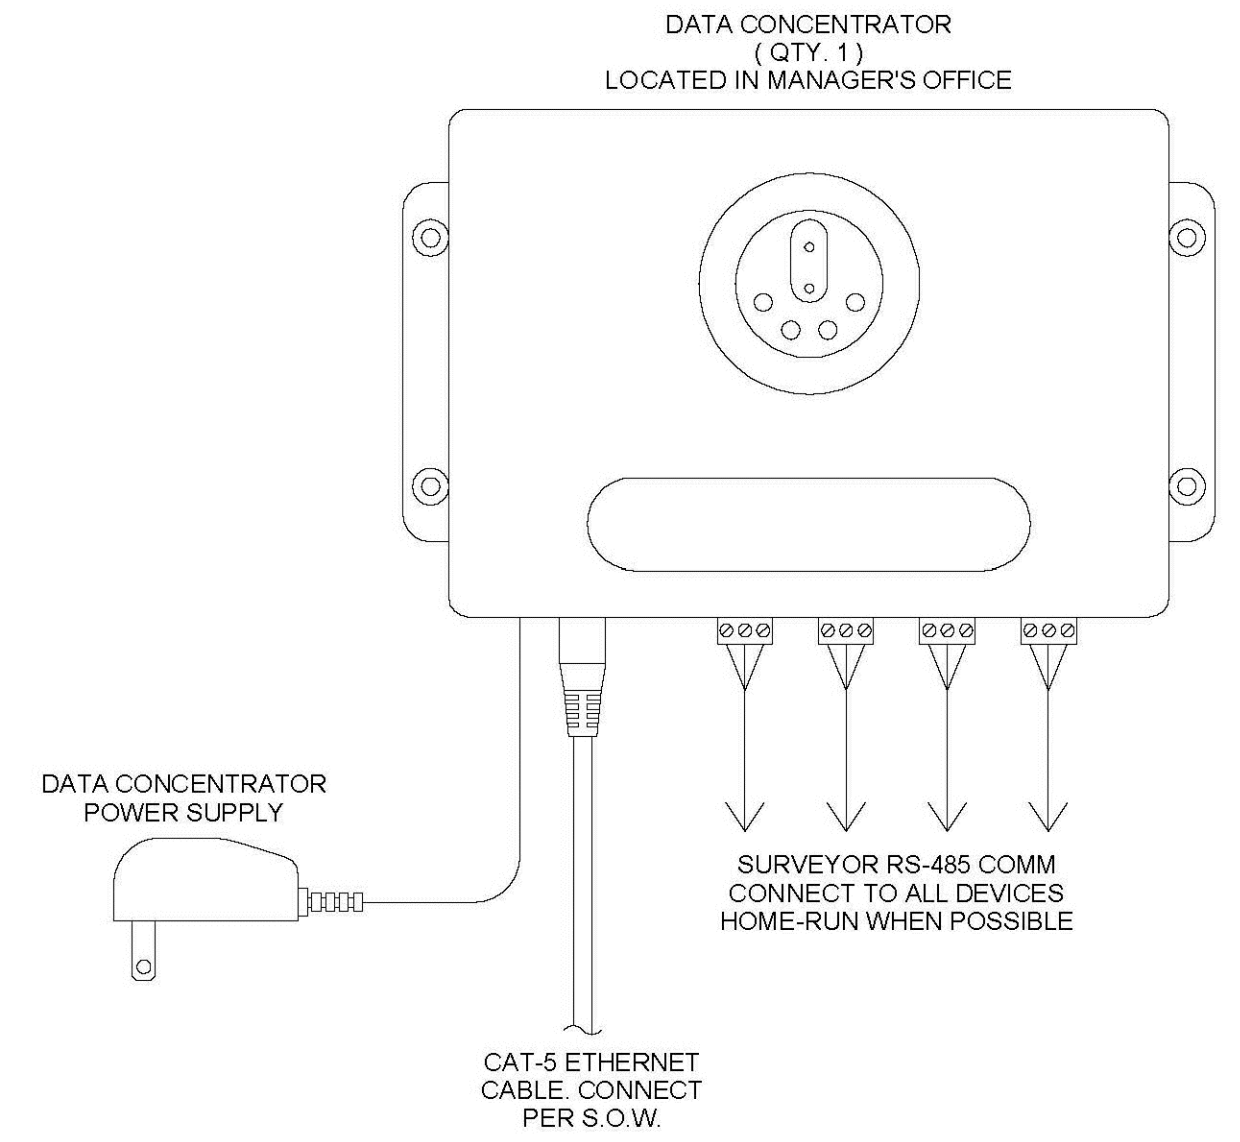 DATA CONCENTRATOR
( QTY. 1 )
LOCATED IN MANAGER'S OFFICE
DATA CONCENTRATOR
POWER SUPPLY
SURVEYOR RS-485 COMM
CONNECT TO ALL DEVICES
HOME-RUN WHEN POSSIBLE
CAT-5 ETHERNET
CABLE. CONNECT
PER S.O.W.